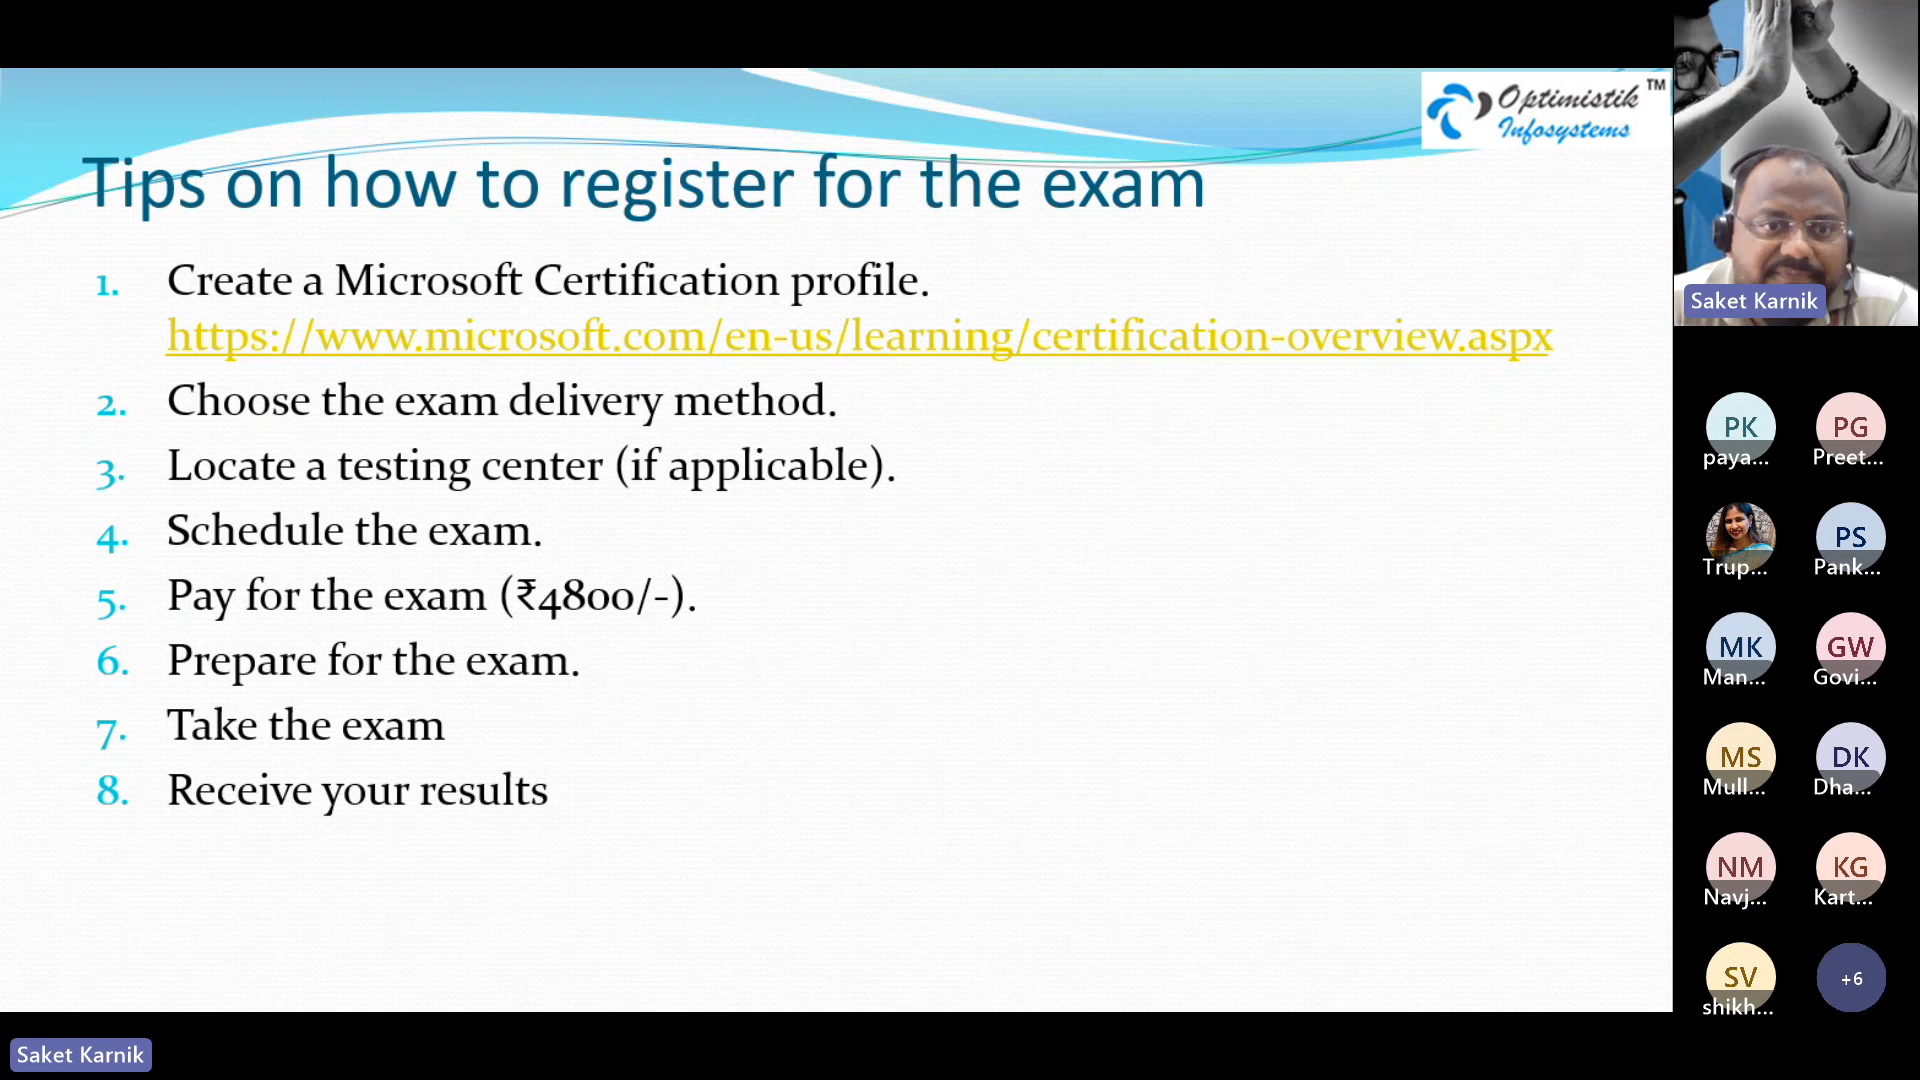 Optimistik TM
Infosystems
Tips on how to register for the exam
1. Create a Microsoft Certification profile.
https://www.microsoft.com/en-us/learning/certification-overview.aspx
2. Choose the exam delivery method.
3. Locate a testing center (if applicable).
4. Schedule the exam.
5. Pay for the exam (₹4800/-).
6. Prepare for the exam.
7. Take the exam
8. Receive your results
Saket Karnik
PK PG
paya... Preet...
PS
Trup... Pank...
MK GW
Man... Govi...
MS DK
Mull... Dha...
NM KG
Navj... Kart...
SV +6
shikh...
Saket Karnik